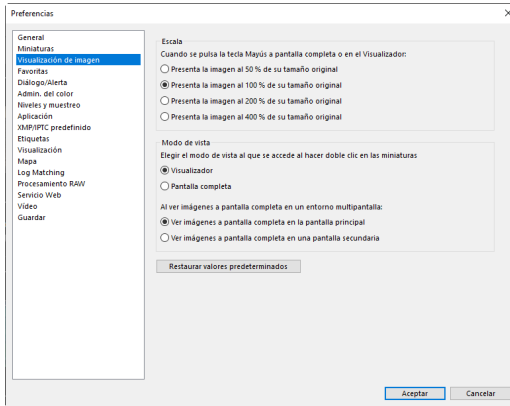 Preferencias
General
Miniaturas
Visualización de imagen
Favoritas
Diálogo/Alerta
Admin. del color
Niveles y muestreo
Aplicación
XMP/IPTC predefinido
Etiquetas
Visualización
Mapa
Log Matching
Procesamiento RAW
Servicio Web
Vídeo
Guardar
Escala
Cuando se pulsa la tecla Mayús a pantalla completa o en el Visualizador:
Presenta la imagen al 50 % de su tamaño original
Presenta la imagen al 100 % de su tamaño original
Presenta la imagen al 200 % de su tamaño original
Presenta la imagen al 400 % de su tamaño original
Modo de vista
Elegir el modo de vista al que se accede al hacer doble clic en las miniaturas
Visualizador
Pantalla completa
Al ver imágenes a pantalla completa en un entorno multipantalla:
Ver imágenes a pantalla completa en la pantalla principal
Ver imágenes a pantalla completa en una pantalla secundaria
Restaurar valores predeterminados
Aceptar
Cancelar